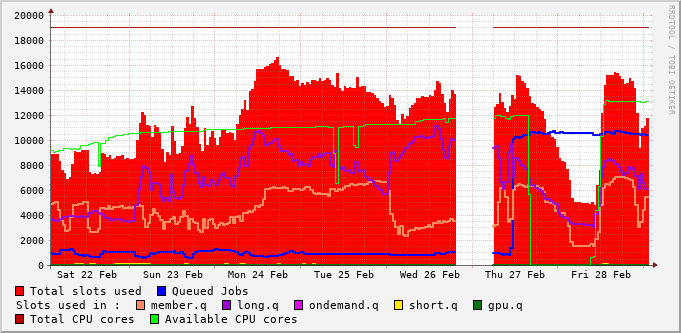 RRDTOOL / TOBI OETIKER
20000
18000
16000
14000
12000
10000
8000
6000
4000
2000
0
Sat 22 Feb Sun 23 Feb Mon 24 Feb Tue 25 Feb Wed 26 Feb Thu 27 Feb Fri 28 Feb
Total slots used Queued Jobs
Slots used in : member.q long.q ondemand.q short.q gpu.q
Total CPU cores Available CPU cores